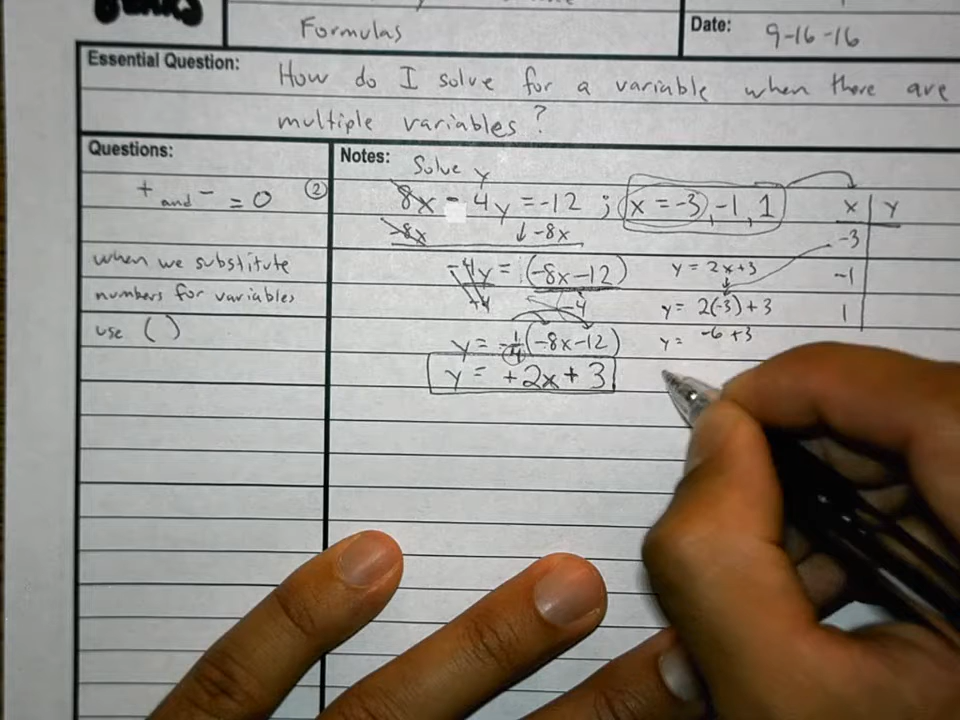 Formulas
Date: 9-16-16
Essential Question: How do I solve for a variable when there are
multiple variables?
Questions:
+ and - = 0
when we substitute
numbers for variables
use ( )
Notes: Solve y
② 8x - 4y = -12 ; x = -3, -1, 1
-8x ↓ -8x
-4y = (-8x-12)
-4 -4
y = -1/4(-8x-12)
y = +2x + 3
y = 2x+3
y = 2(-3) + 3
y = -6 +3
x | y
-3
-1
1